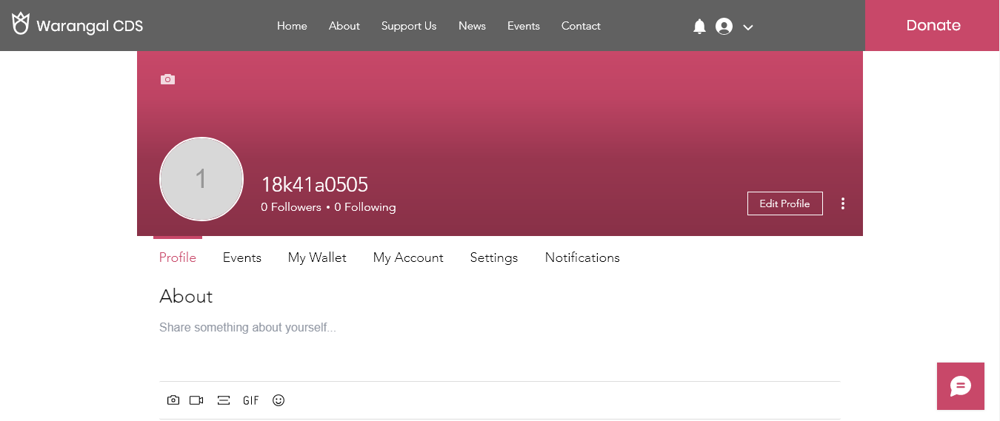 Warangal CDS
Home About Support Us News Events Contact
Donate
1
18k41a0505
0 Followers • 0 Following
Edit Profile
Profile Events My Wallet My Account Settings Notifications
About
Share something about yourself...
GIF